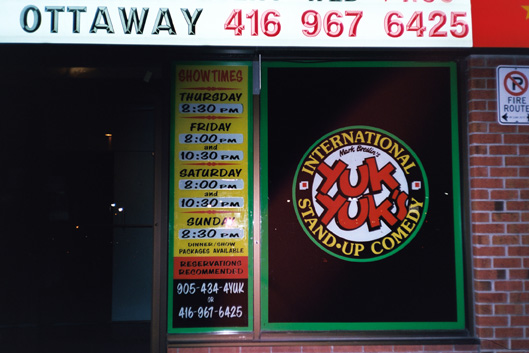 OTTAWAY 416 967 6425
SHOWTIMES
THURSDAY
8:30 PM
FRIDAY
8:00 PM
and
10:30 PM
SATURDAY
8:00 PM
and
10:30 PM
SUNDAY
8:30 PM
DINNER/SHOW
PACKAGES AVAILABLE
RESERVATIONS
RECOMMENDED
905-434-4YUK
OR
416-967-6425
INTERNATIONAL
Mark Breslin's
YUK
YUK'S
STAND-UP COMEDY
P
FIRE
ROUTE